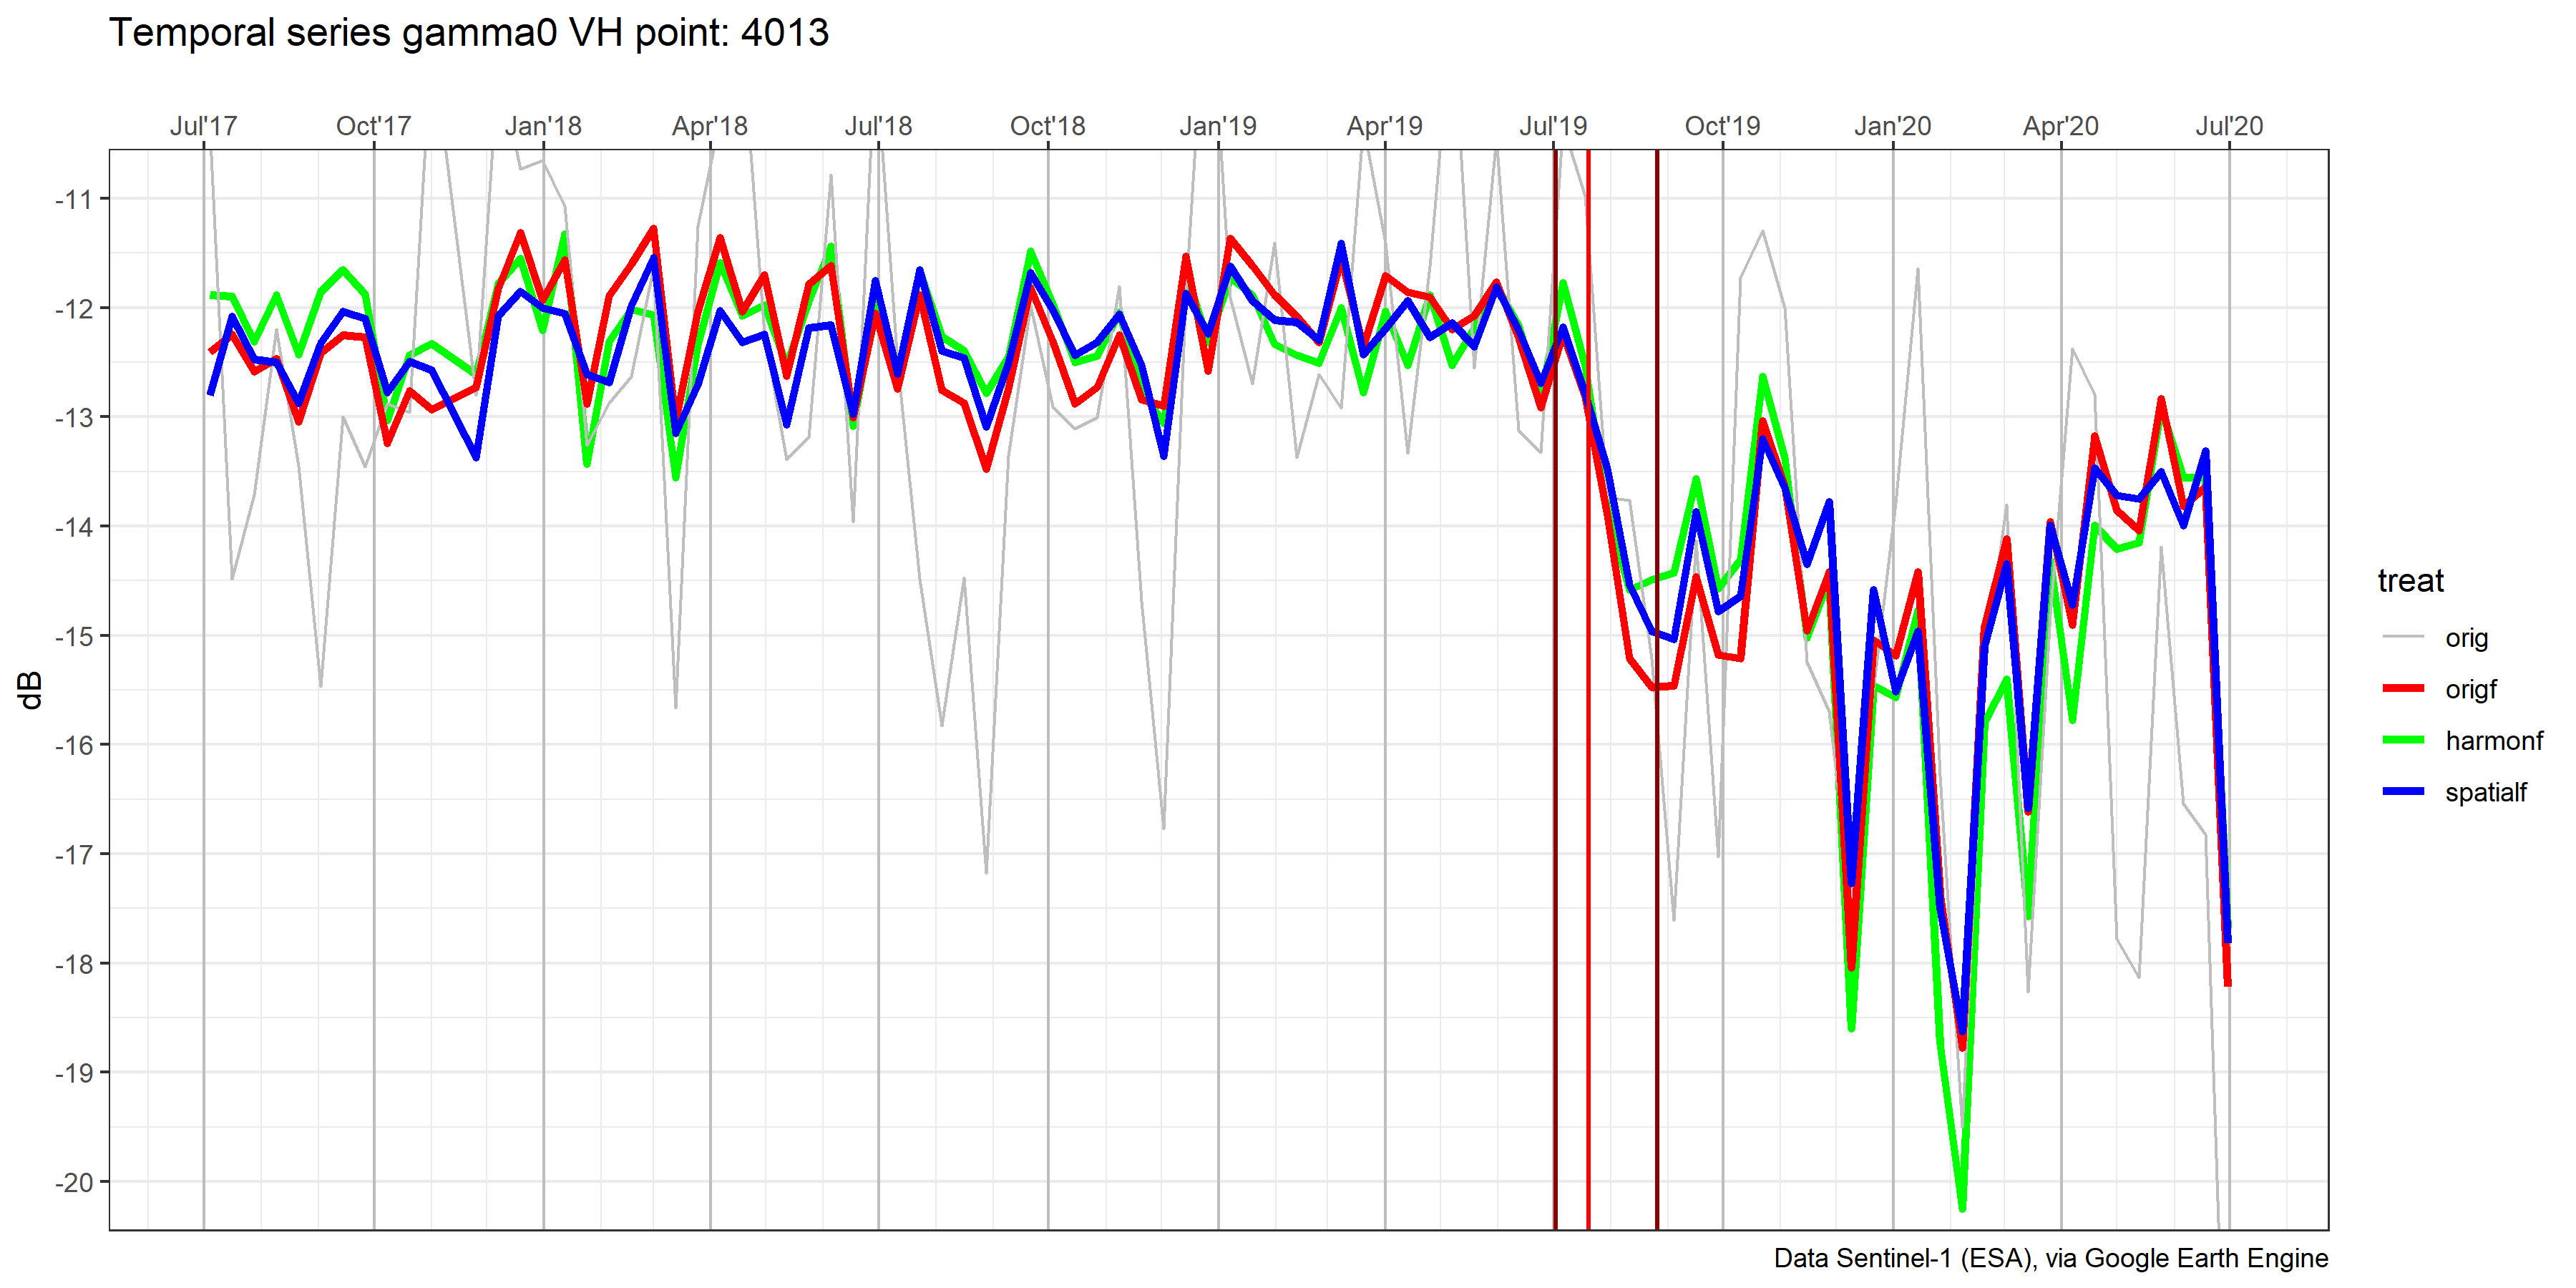 Temporal series gamma0 VH point: 4013
Jul'17 Oct'17 Jan'18 Apr'18 Jul'18 Oct'18 Jan'19 Apr'19 Jul'19 Oct'19 Jan'20 Apr'20 Jul'20
-11
-12
-13
-14
-15
-16
-17
-18
-19
-20
dB
treat
orig
origf
harmonf
spatialf
Data Sentinel-1 (ESA), via Google Earth Engine